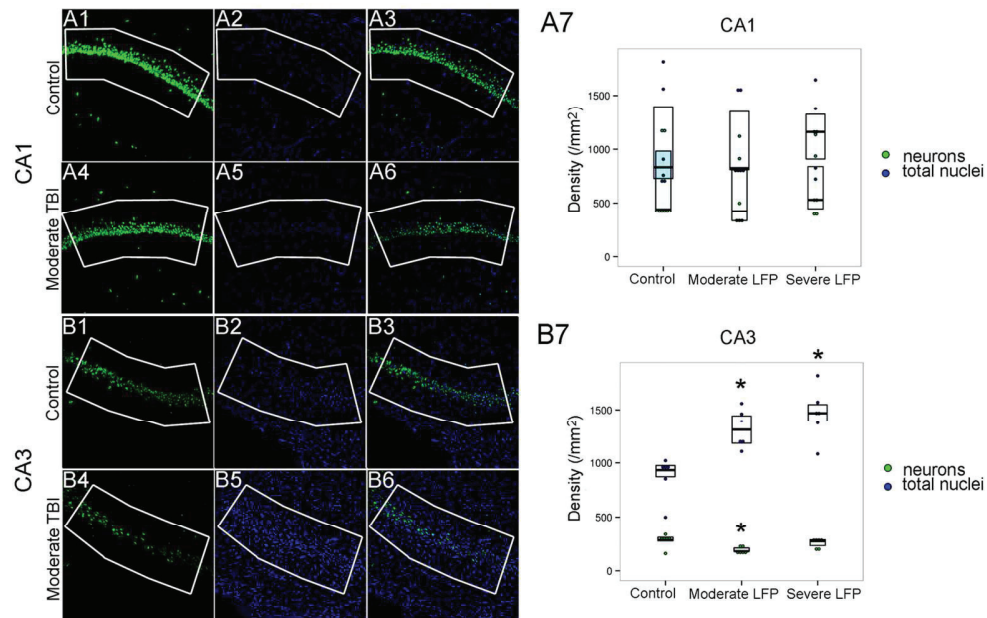 A1
A2
A3
Control
CA1
A4
A5
A6
Moderate TBI
B1
B2
B3
Control
CA3
B4
B5
B6
Moderate TBI
A7
CA1
1500
1000
500
0
Density (/mm2)
Control
Moderate LFP
Severe LFP
neurons
total nuclei
B7
CA3
*
*
*
1500
1000
500
0
Density (/mm2)
Control
Moderate LFP
Severe LFP
neurons
total nuclei